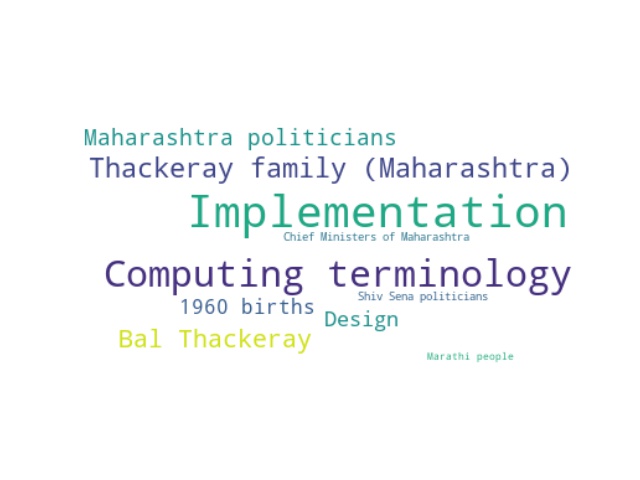 Maharashtra politicians
Thackeray family (Maharashtra)
Implementation
Chief Ministers of Maharashtra
Computing terminology
Shiv Sena politicians
1960 births
Design
Bal Thackeray
Marathi people